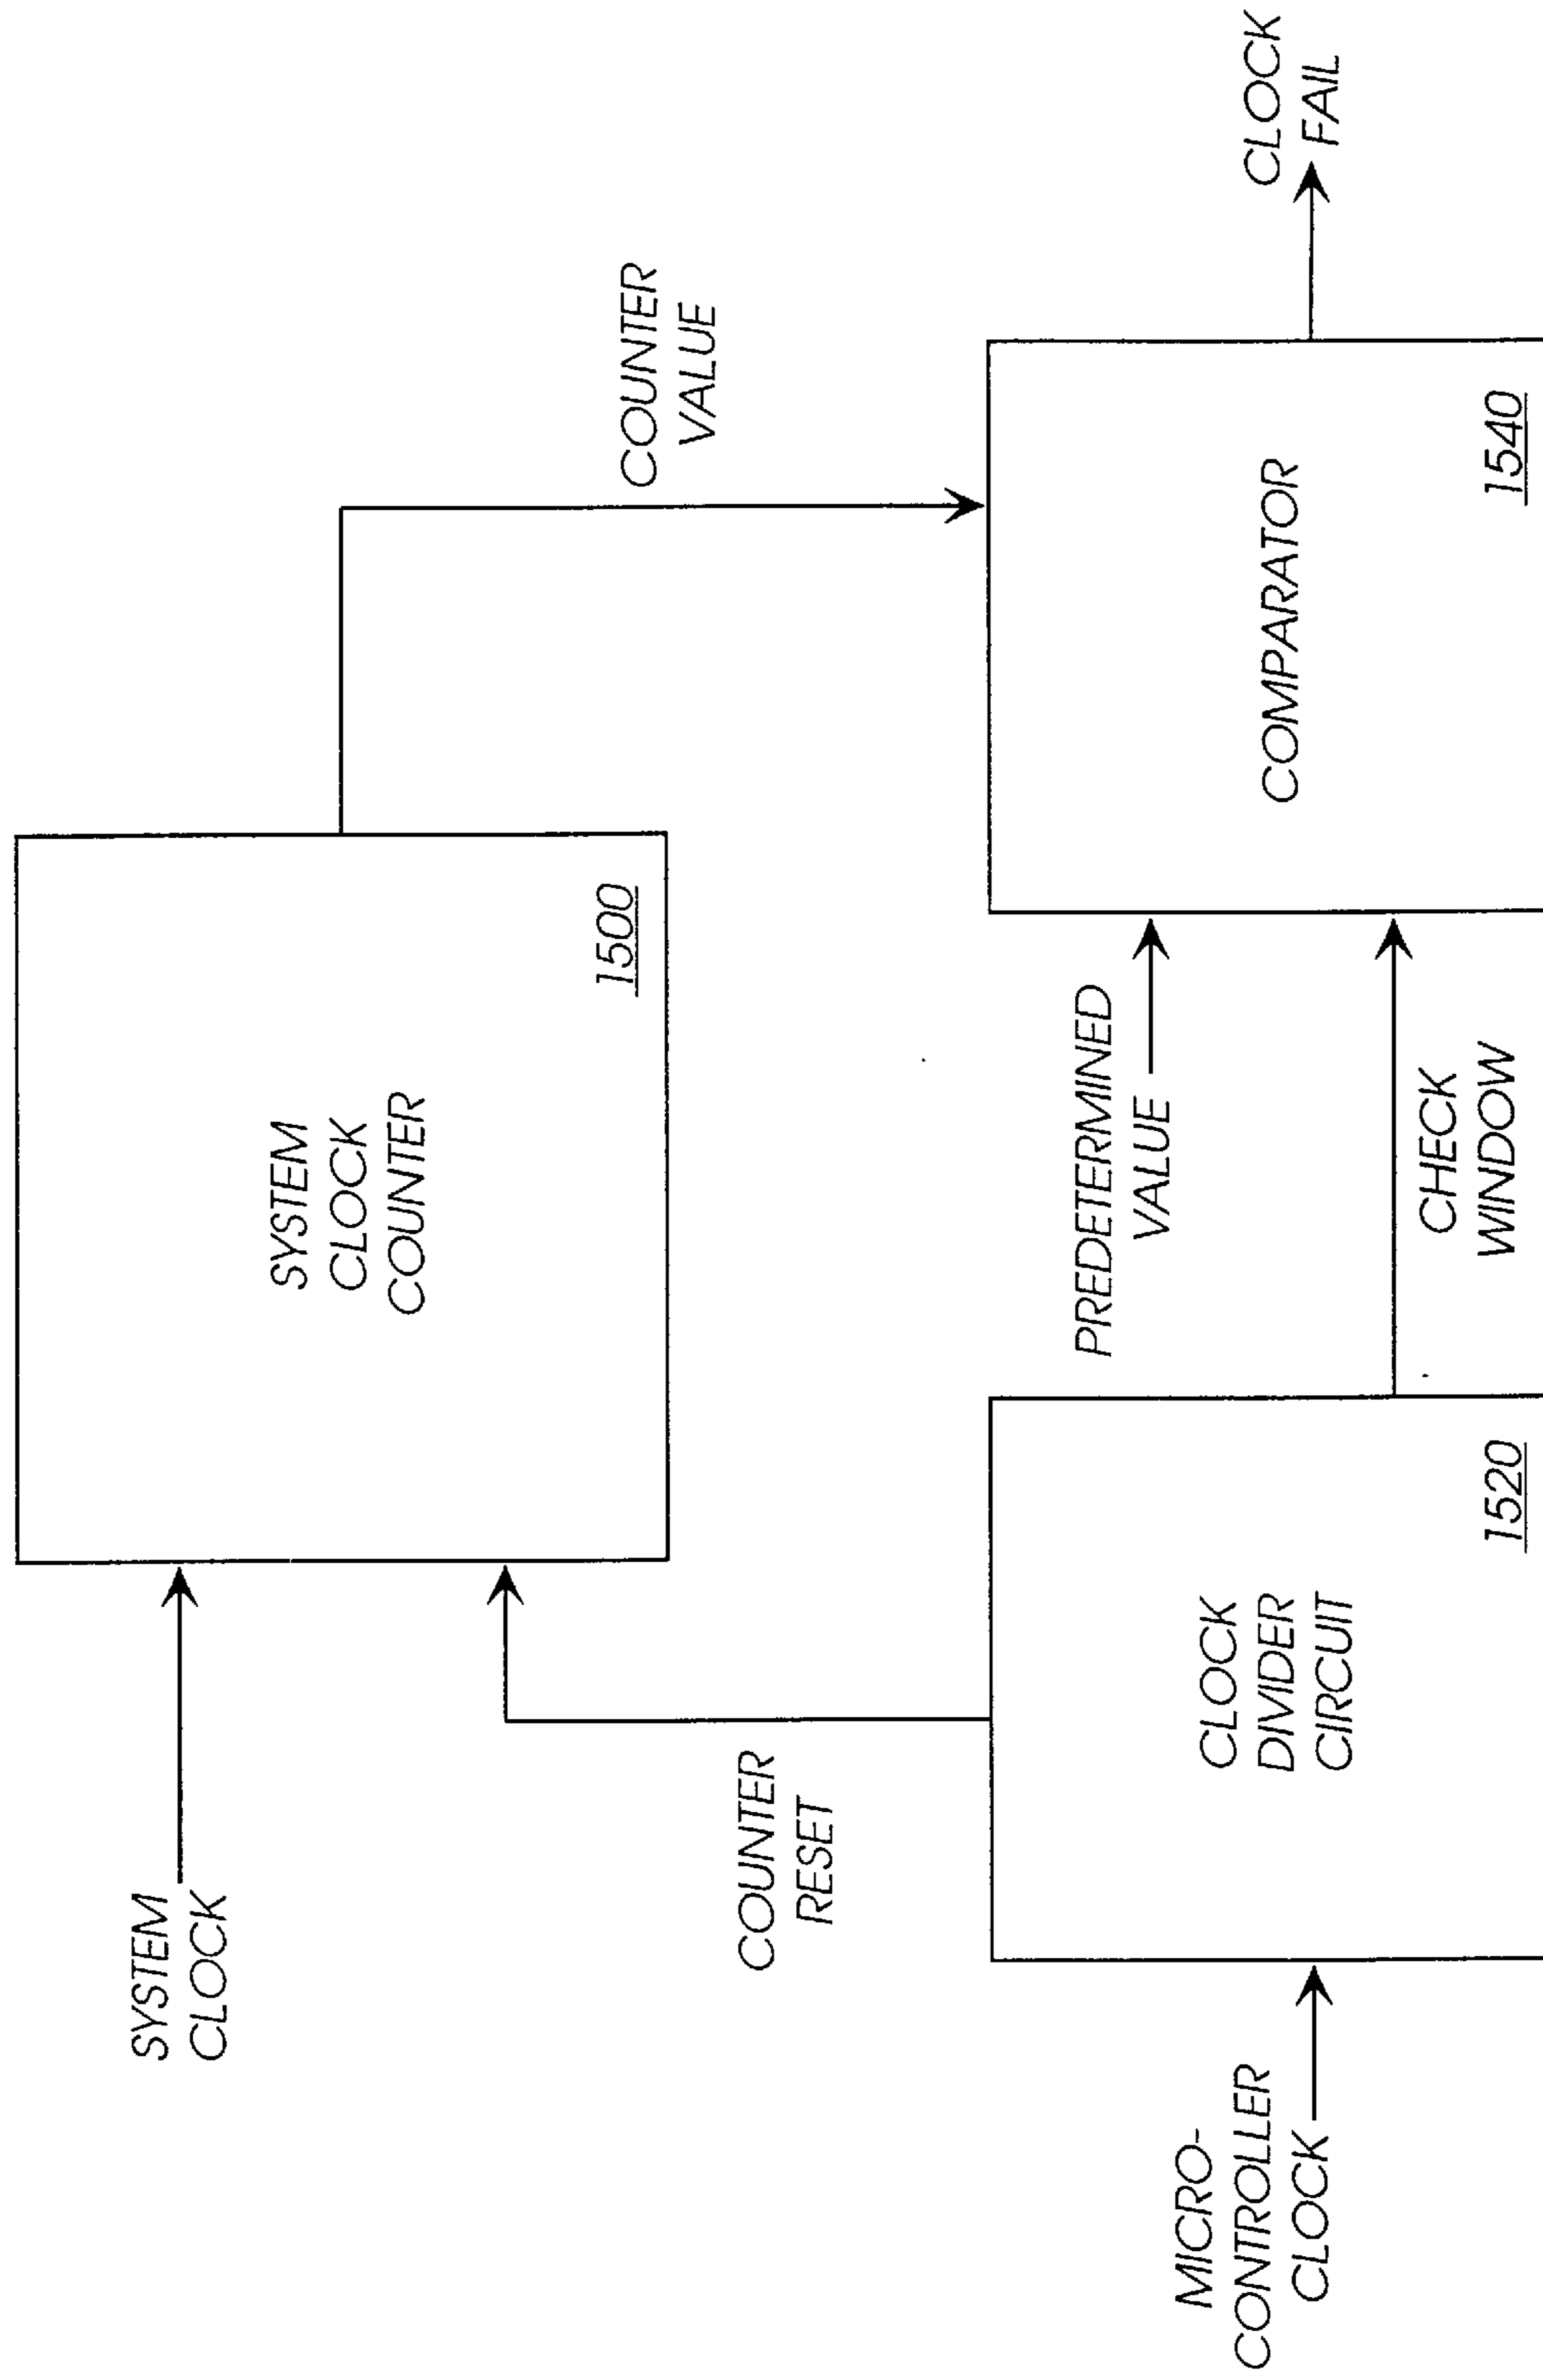 SYSTEM
CLOCK
SYSTEM
CLOCK
COUNTER
1500
COUNTER
VALUE
COUNTER
RESET
MICRO-
CONTROLLER
CLOCK
CLOCK
DIVIDER
CIRCUIT
1520
PREDETERMINED
VALUE
CHECK
WINDOW
COMPARATOR
1540
CLOCK
FAIL